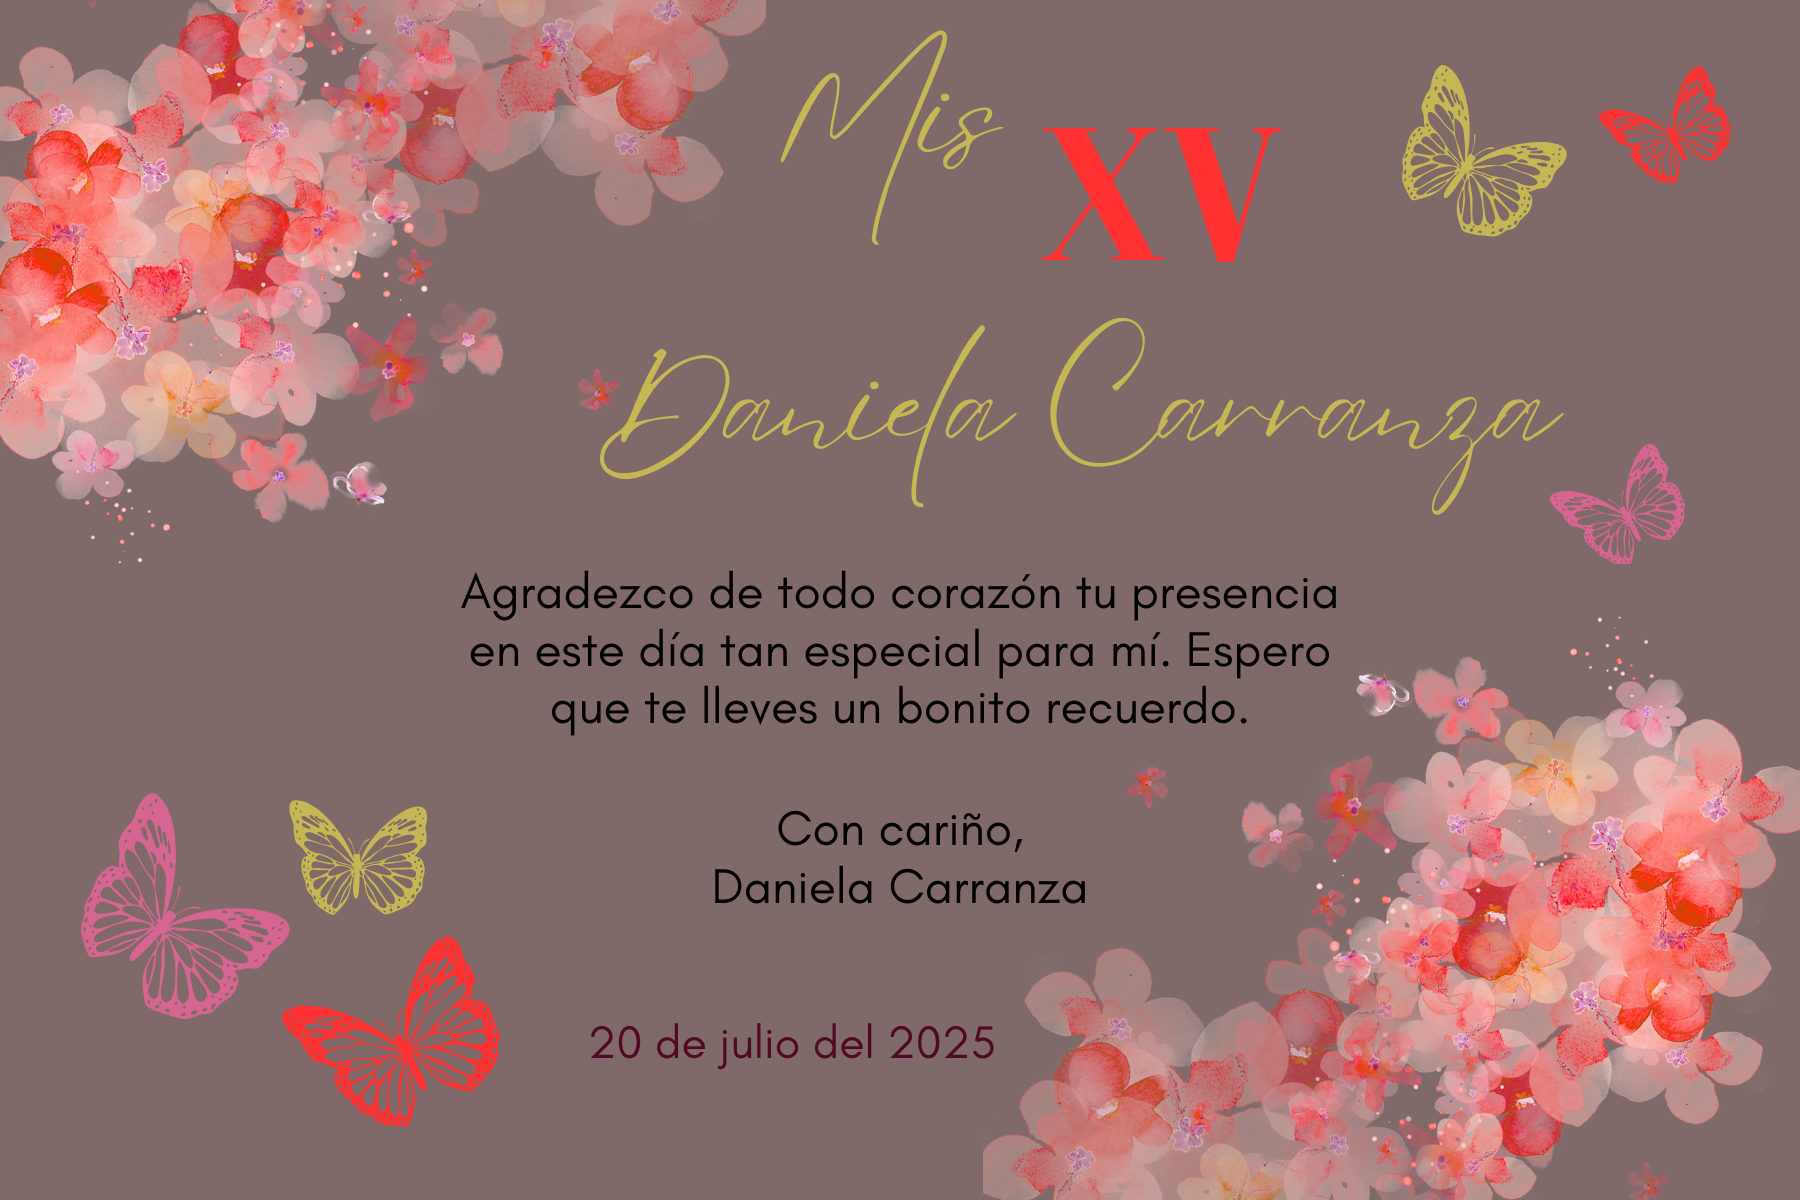 Mis XV
Daniela Carranza
Agradezco de todo corazón tu presencia
en este día tan especial para mí. Espero
que te lleves un bonito recuerdo.
Con cariño,
Daniela Carranza
20 de julio del 2025